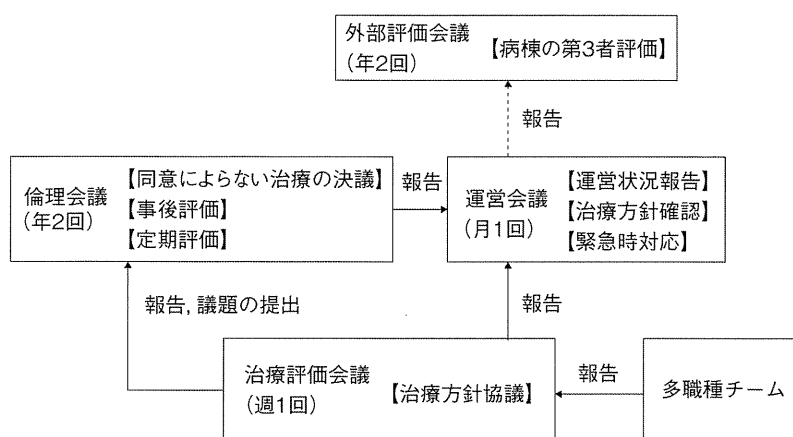 外部評価会議
(年2回)
【病棟の第3者評価】
報告
倫理会議
(年2回)
【同意によらない治療の決議】
【事後評価】
【定期評価】
報告
運営会議
(月1回)
【運営状況報告】
【治療方針確認】
【緊急時対応】
報告, 議題の提出
報告
治療評価会議
(週1回)
【治療方針協議】
報告
多職種チーム